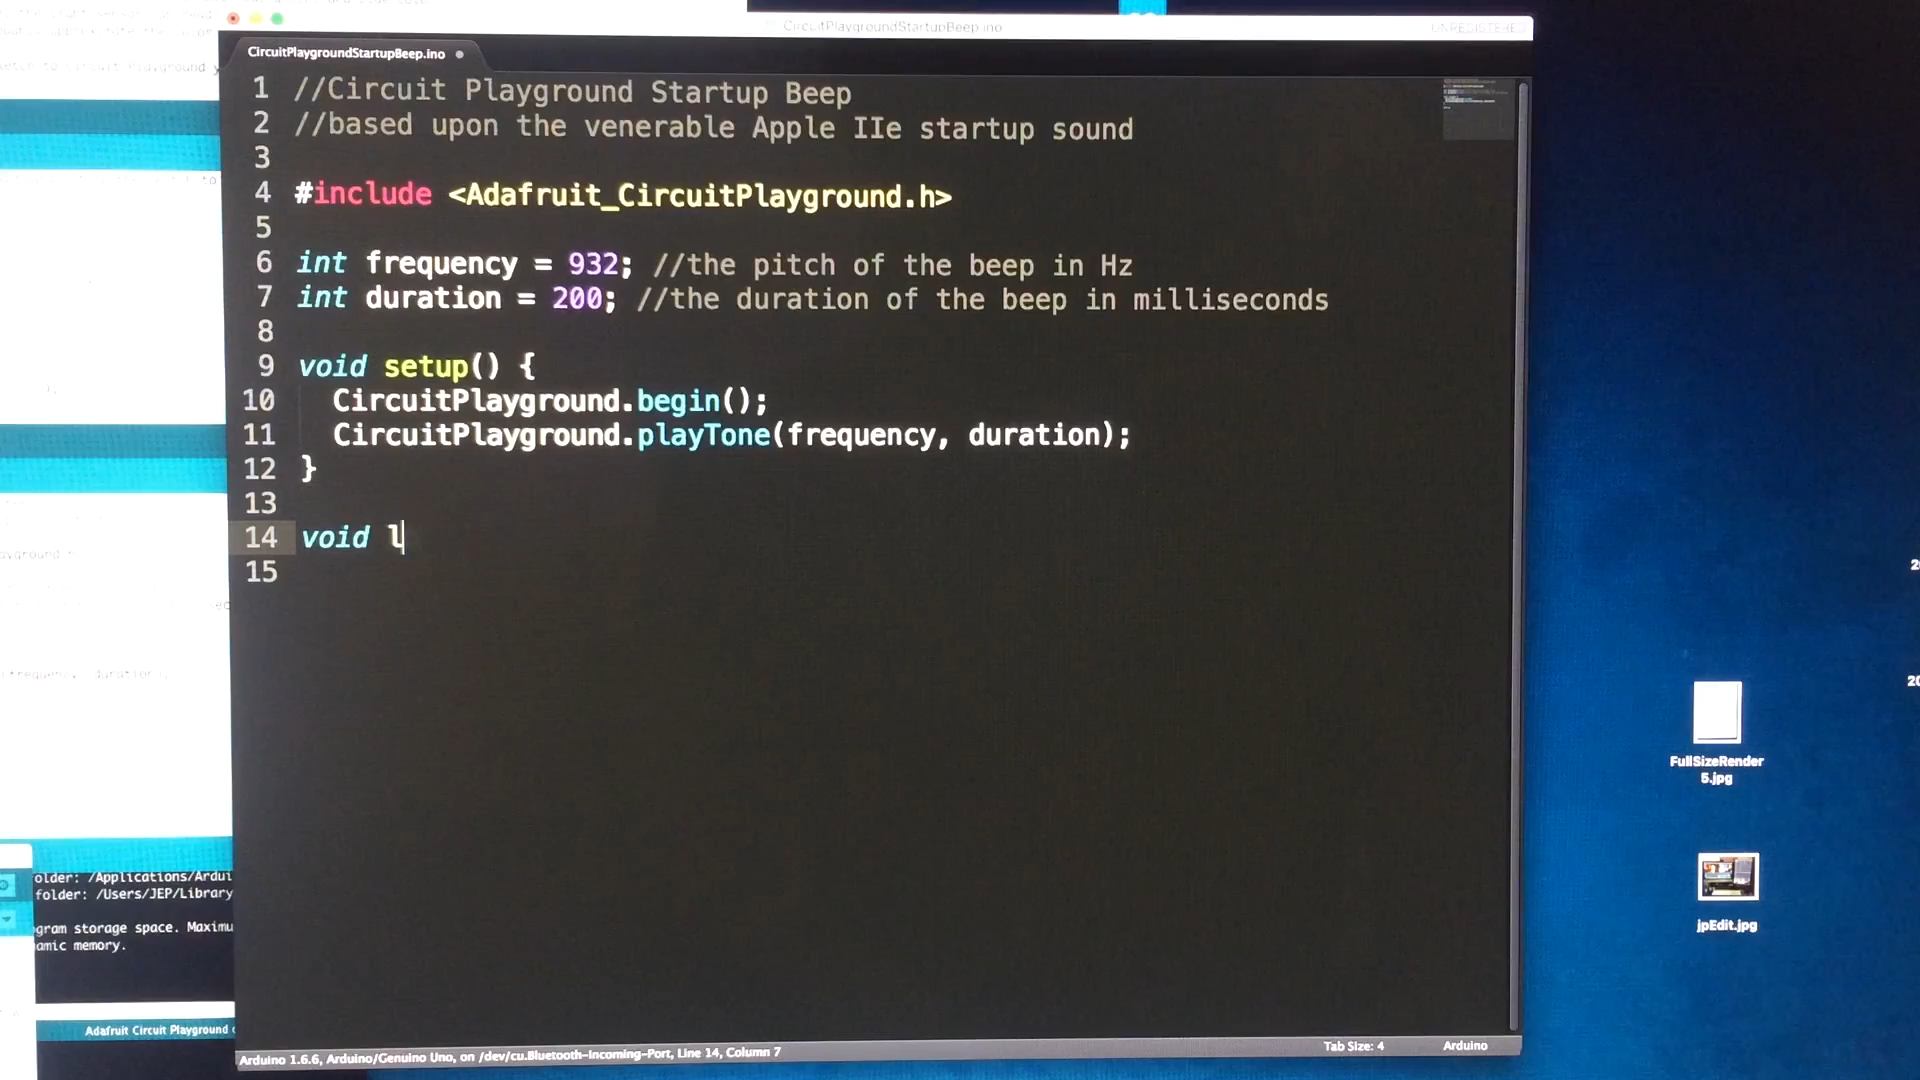 CircuitPlaygroundStartupBeep.ino
UNREGISTERED
CircuitPlaygroundStartupBeep.ino
1 //Circuit Playground Startup Beep
2 //based upon the venerable Apple IIe startup sound
3
4 #include <Adafruit_CircuitPlayground.h>
5
6 int frequency = 932; //the pitch of the beep in Hz
7 int duration = 200; //the duration of the beep in milliseconds
8
9 void setup() {
10 CircuitPlayground.begin();
11 CircuitPlayground.playTone(frequency, duration);
12 }
13
14 void l
15
Arduino 1.6.6, Arduino/Genuino Uno, on /dev/cu.Bluetooth-Incoming-Port, Line 14, Column 7
Tab Size: 4
Arduino
older: /Applications/Ardui
folder: /Users/JEP/Library
gram storage space. Maximu
amic memory.
Adafruit Circuit Playground
FullSizeRender
5.jpg
jpEdit.jpg